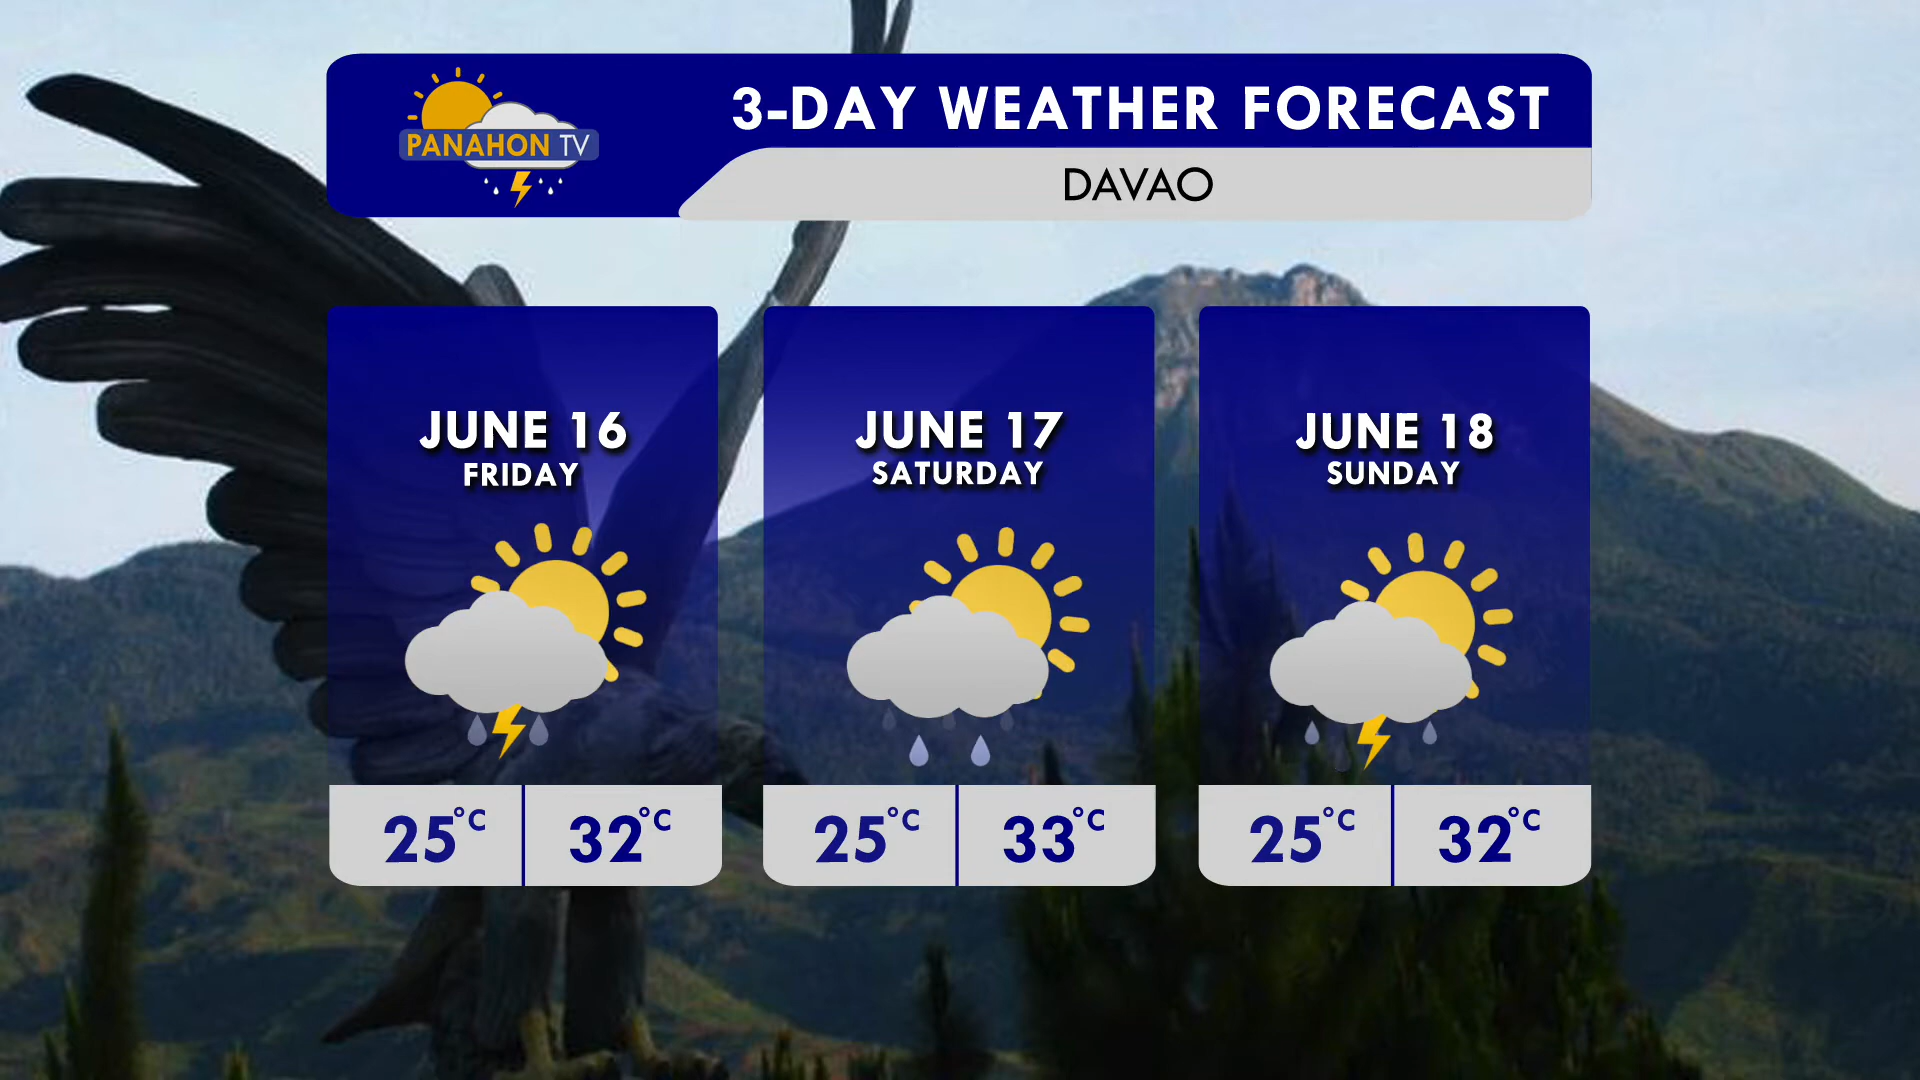 PANAHON TV
3-DAY WEATHER FORECAST
DAVAO
JUNE 16
FRIDAY
25°C
32°C
JUNE 17
SATURDAY
25°C
33°C
JUNE 18
SUNDAY
25°C
32°C